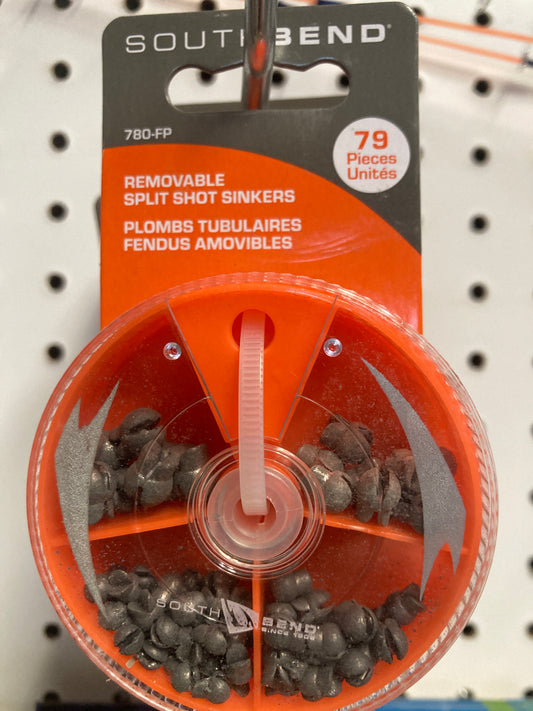 SOUTH BEND®
780-FP
79
Pieces
Unités
REMOVABLE
SPLIT SHOT SINKERS
PLOMBS TUBULAIRES
FENDUS AMOVIBLES
SOUTH BEND